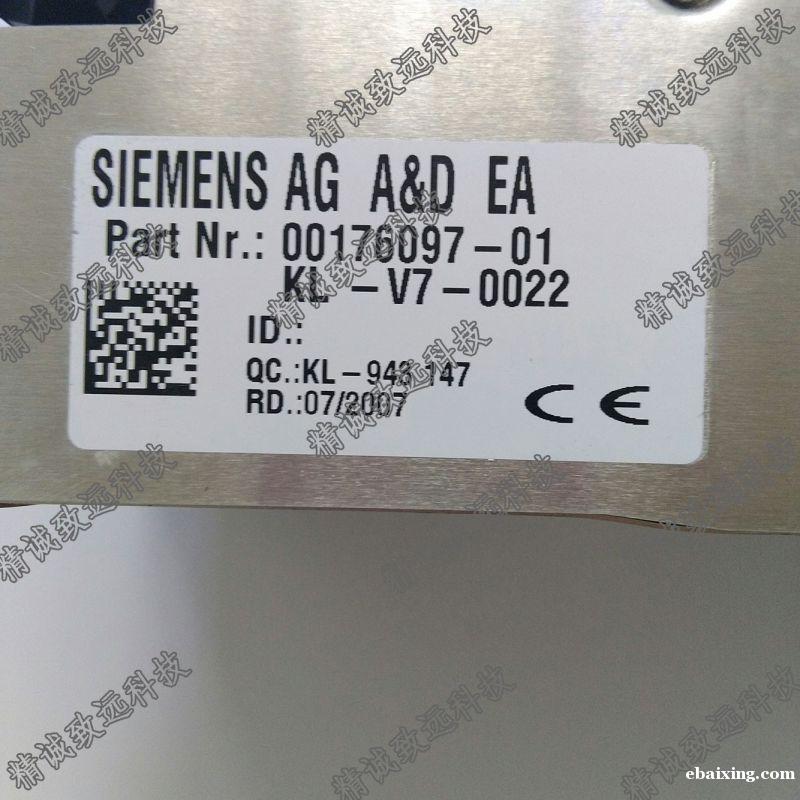 SIEMENS AG A&D EA
Part Nr.: 00176097-01
KL -V7-0022
ID.:
QC.:KL-943 147
RD.:07/2007
CE
精诚致远科技
ebaixing.com